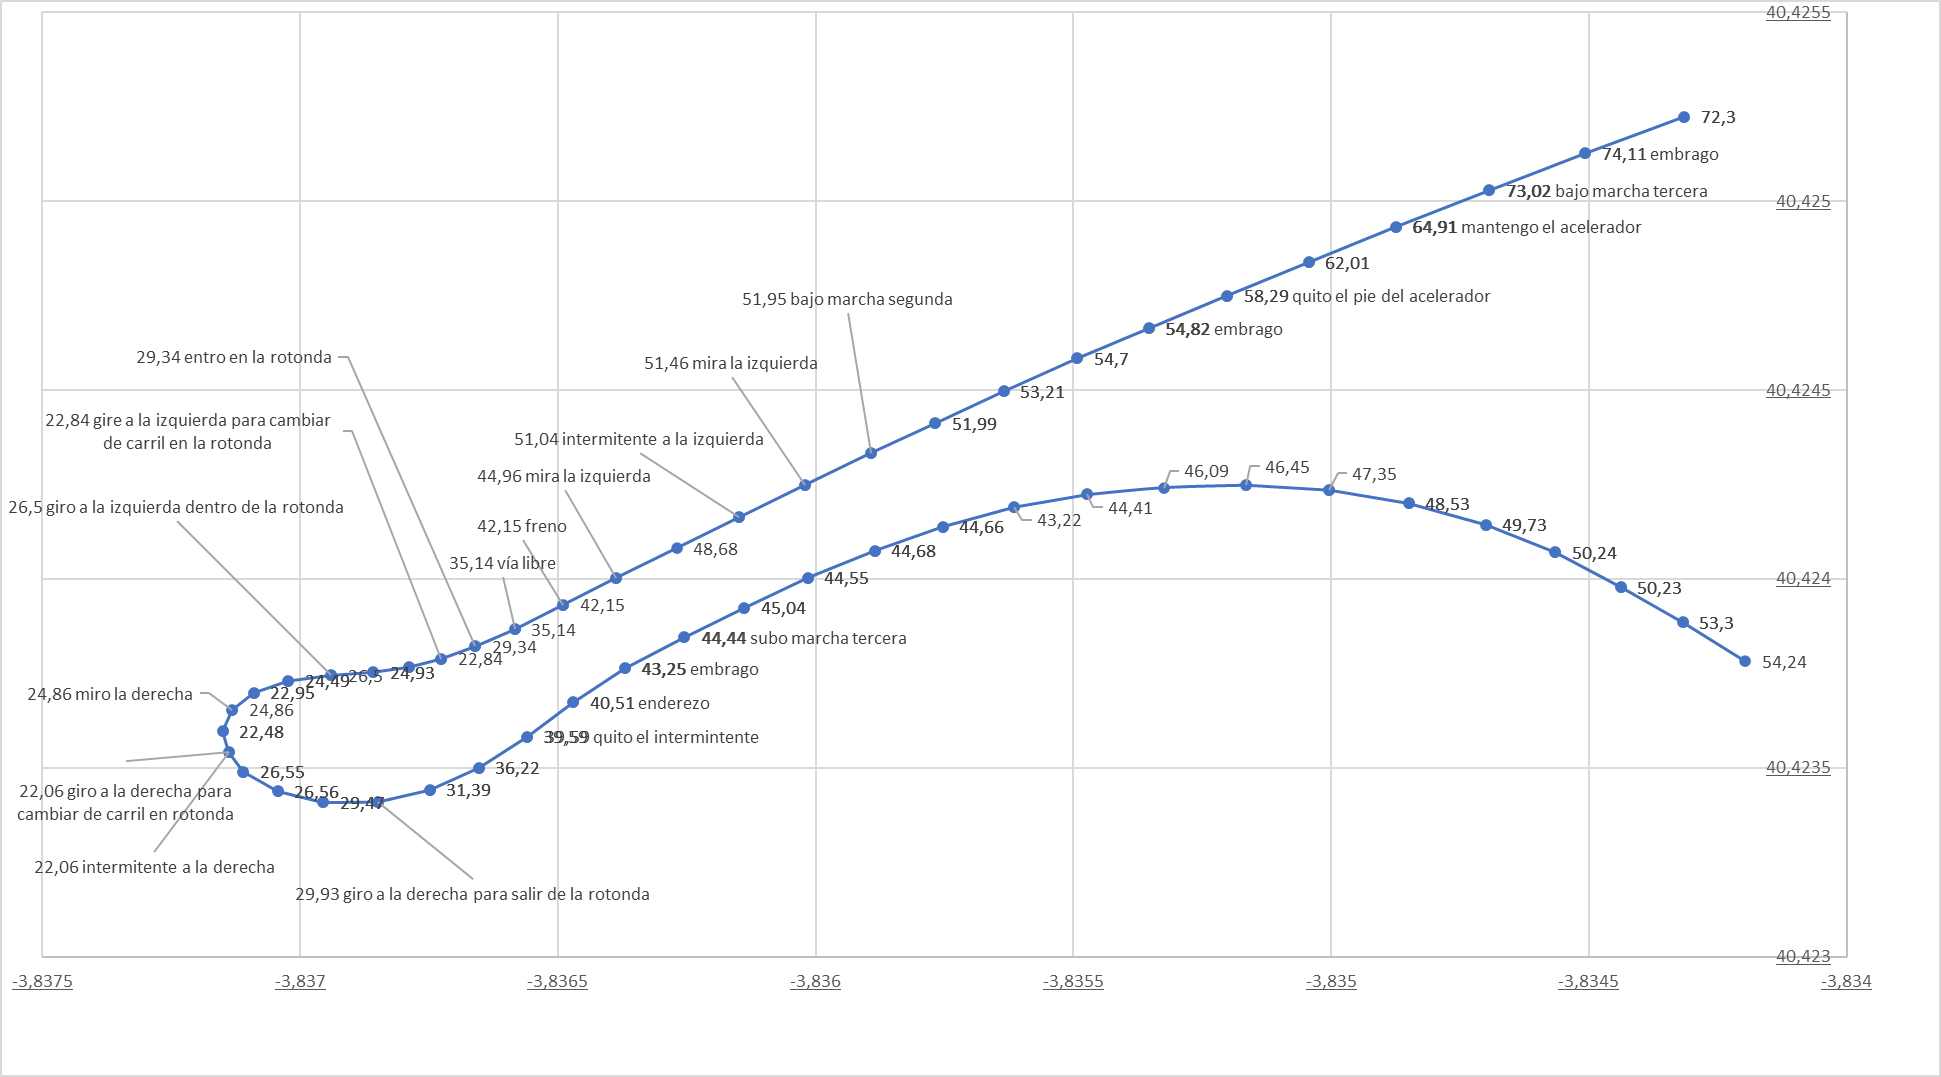 40,4255
72,3
74,11 embrago
73,02 bajo marcha tercera
40,425
64,91 mantengo el acelerador
62,01
58,29 quito el pie del acelerador
51,95 bajo marcha segunda
54,82 embrago
29,34 entro en la rotonda
54,7
51,46 mira la izquierda
53,21
40,4245
22,84 gire a la izquierda para cambiar
de carril en la rotonda
51,99
51,04 intermitente a la izquierda
44,96 mira la izquierda
46,09
46,45
47,35
26,5 giro a la izquierda dentro de la rotonda
48,53
44,41
43,22
42,15 freno
44,66
49,73
48,68
44,68
50,24
35,14 vía libre
44,55
40,424
50,23
42,15
45,04
53,3
35,14
44,44 subo marcha tercera
29,34
22,84
54,24
43,25 embrago
24,93
26,5
24,49
22,95
24,86 miro la derecha
40,51 enderezo
24,86
22,48
39,59
39,59 quito el intermintente
36,22
40,4235
26,55
22,06 giro a la derecha para
cambiar de carril en rotonda
26,56
31,39
29,47
22,06 intermitente a la derecha
29,93 giro a la derecha para salir de la rotonda
40,423
-3,8375
-3,837
-3,8365
-3,836
-3,8355
-3,835
-3,8345
-3,834